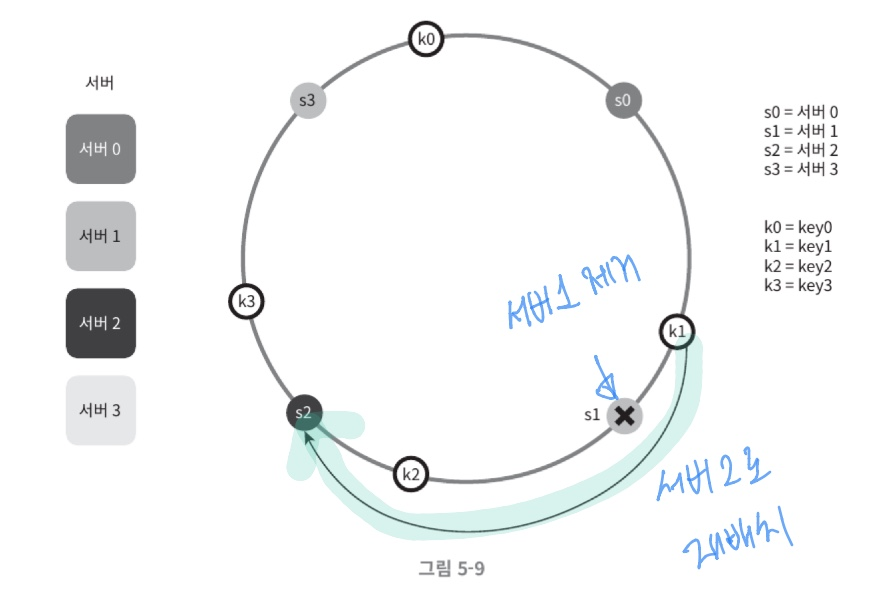 k0
서버
s3
s0
서버 0
s0 = 서버 0
s1 = 서버 1
s2 = 서버 2
s3 = 서버 3
서버 1
k0 = key0
k1 = key1
k2 = key2
k3 = key3
서버1 제거
k3
서버 2
k1
s2
s1
서버 3
k2
서버2로
재배치
그림 5-9